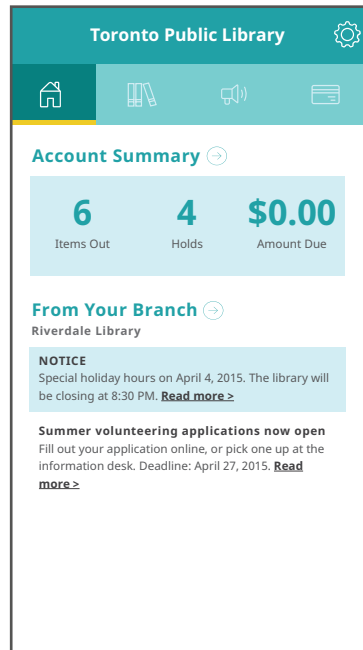 Toronto Public Library
Account Summary
6 4 $0.00
Items Out Holds Amount Due
From Your Branch
Riverdale Library
NOTICE
Special holiday hours on April 4, 2015. The library will
be closing at 8:30 PM. Read more >
Summer volunteering applications now open
Fill out your application online, or pick one up at the
information desk. Deadline: April 27, 2015. Read
more >